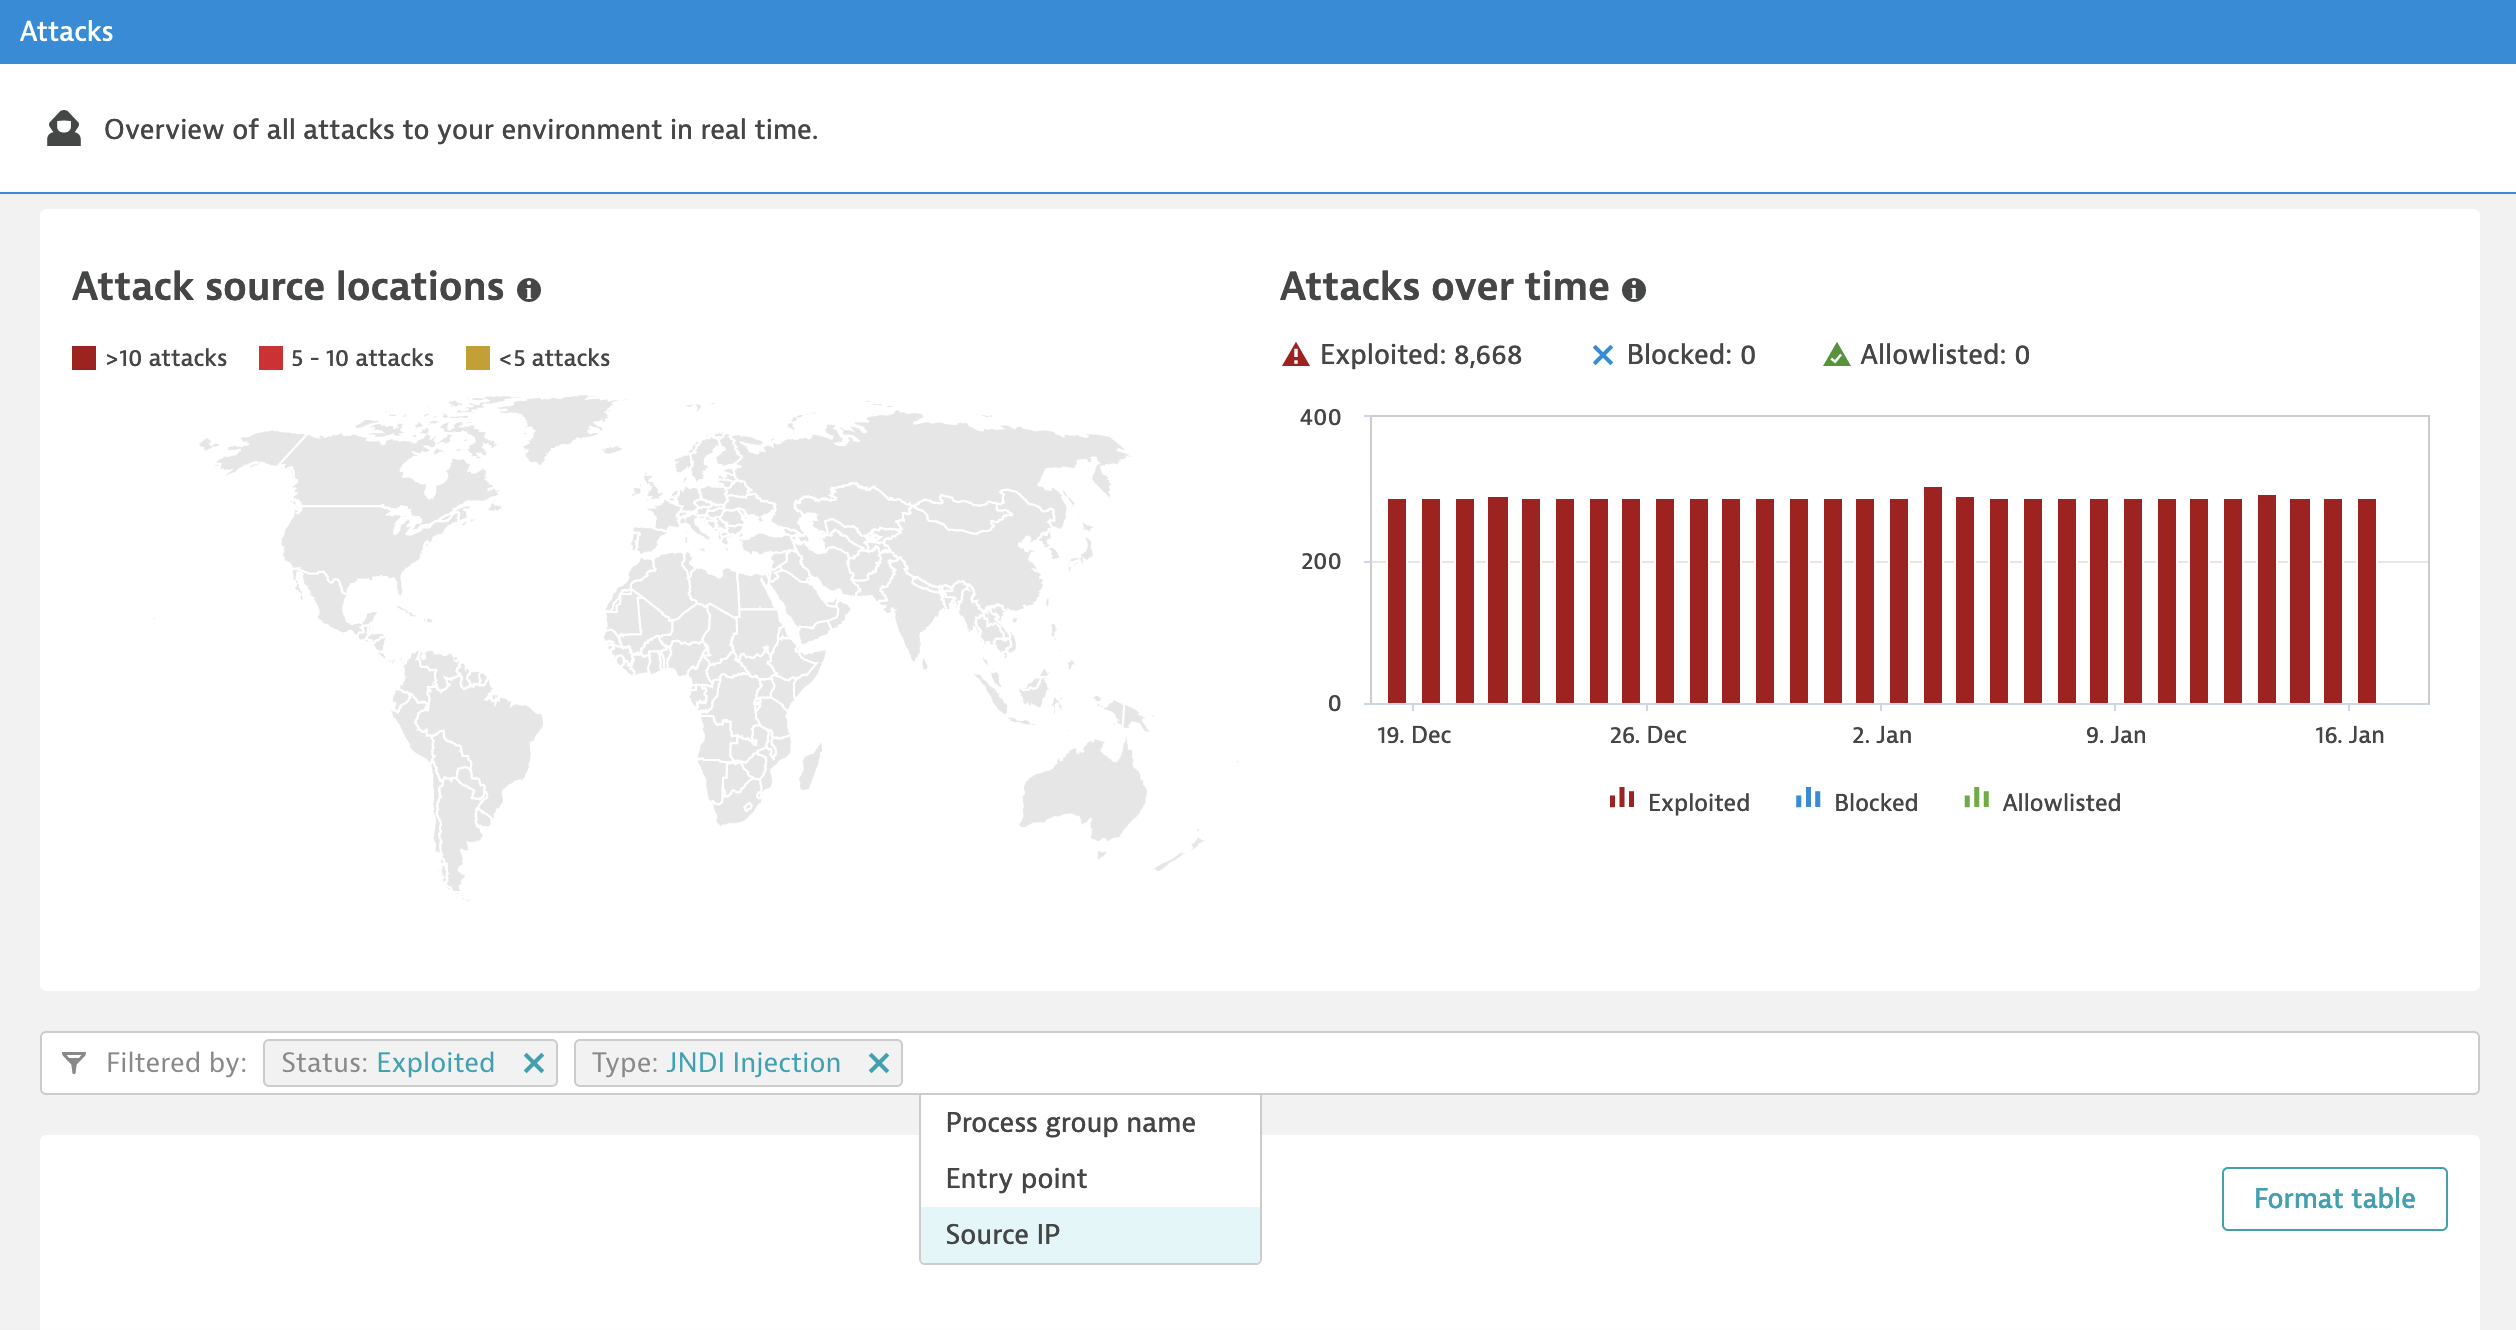 Attacks
Overview of all attacks to your environment in real time.
Attack source locations
>10 attacks 5 - 10 attacks <5 attacks
Attacks over time
Exploited: 8,668 Blocked: 0 Allowlisted: 0
400
200
0
19. Dec 26. Dec 2. Jan 9. Jan 16. Jan
Exploited Blocked Allowlisted
Filtered by: Status: Exploited Type: JNDI Injection
Process group name
Entry point
Source IP
Format table